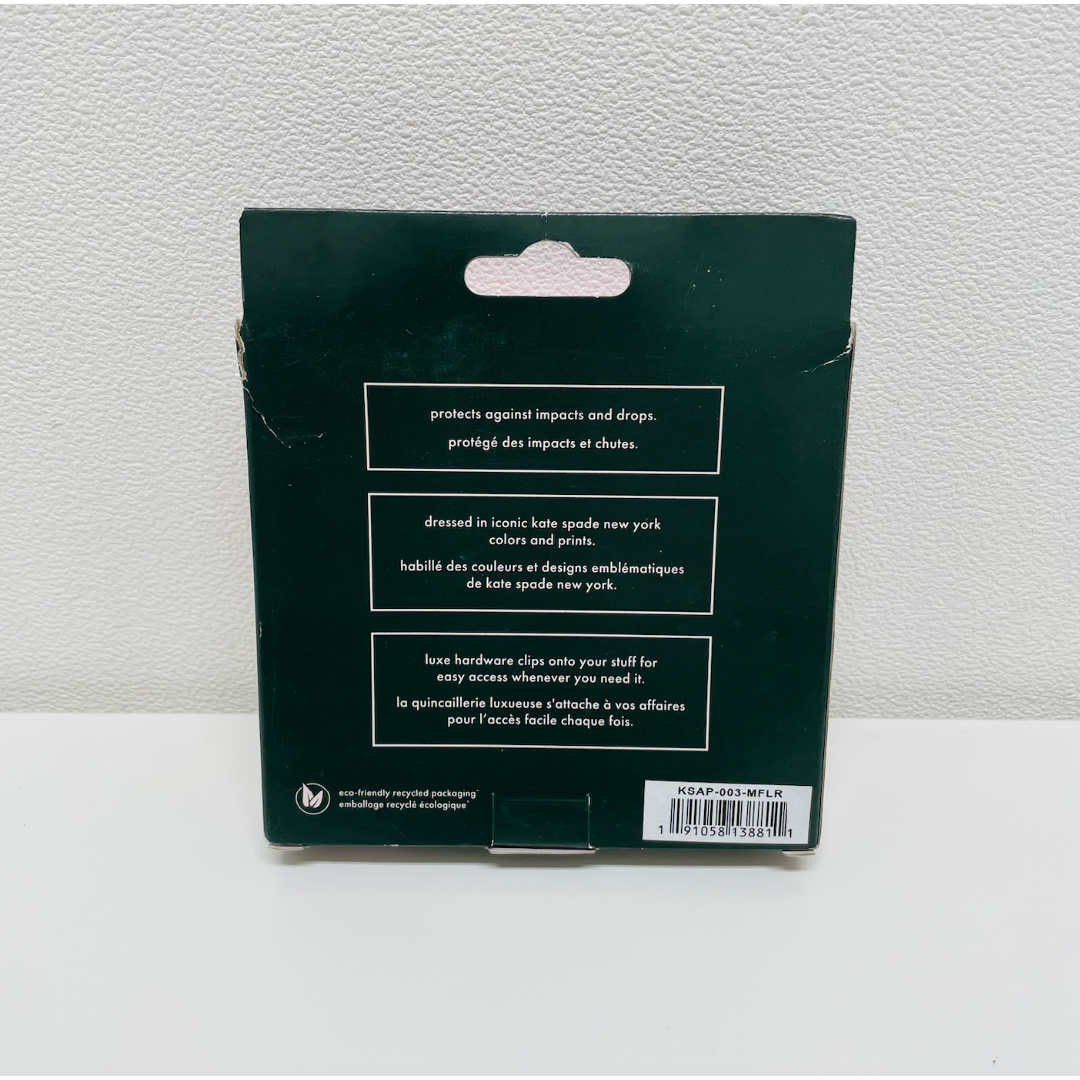 protects against impacts and drops.
protégé des impacts et chutes.
dressed in iconic kate spade new york
colors and prints.
habillé des couleurs et designs emblématiques
de kate spade new york.
luxe hardware clips onto your stuff for
easy access whenever you need it.
la quincaillerie luxueuse s'attache à vos affaires
pour l'accès facile chaque fois.
eco-friendly recycled packaging*
emballage recyclé écologique*
KSAP-003-MFLR
1 91058 13881 1